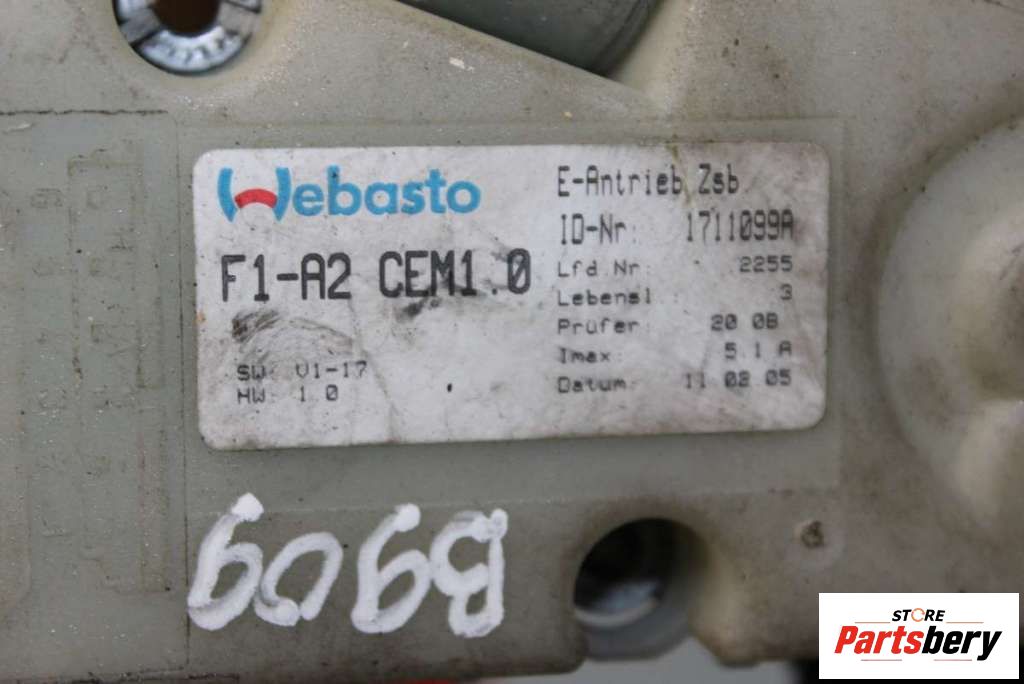 Webasto
F1-A2 CEM1.0
SW: V1-17
HW: 1.0
E-Antrieb Zsb
ID-Nr: 1711099A
Lfd.Nr: 2255
Lebensl.: 3
Prüfer: 20 0B
Imax: 5.1 A
Datum: 11 02 05
B909
STORE
Partsbery